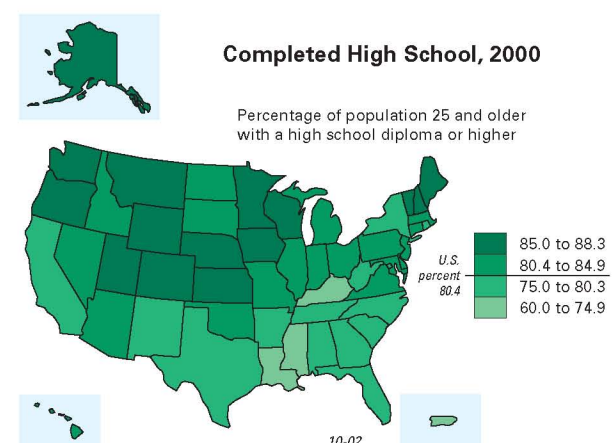 Completed High School, 2000
Percentage of population 25 and older
with a high school diploma or higher
85.0 to 88.3
80.4 to 84.9
75.0 to 80.3
60.0 to 74.9
U.S.
percent
80.4
10-02